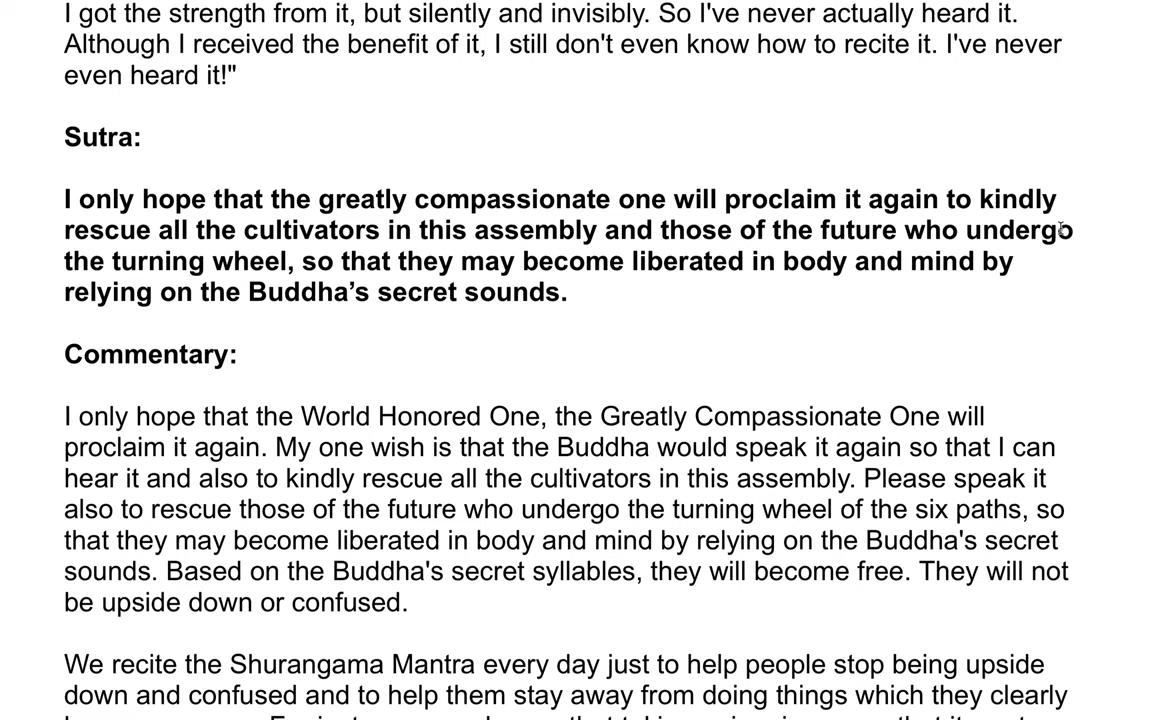 I got the strength from it, but silently and invisibly. So I've never actually heard it.
Although I received the benefit of it, I still don't even know how to recite it. I've never
even heard it!"
Sutra:
I only hope that the greatly compassionate one will proclaim it again to kindly
rescue all the cultivators in this assembly and those of the future who undergo
the turning wheel, so that they may become liberated in body and mind by
relying on the Buddha’s secret sounds.
Commentary:
I only hope that the World Honored One, the Greatly Compassionate One will
proclaim it again. My one wish is that the Buddha would speak it again so that I can
hear it and also to kindly rescue all the cultivators in this assembly. Please speak it
also to rescue those of the future who undergo the turning wheel of the six paths, so
that they may become liberated in body and mind by relying on the Buddha's secret
sounds. Based on the Buddha's secret syllables, they will become free. They will not
be upside down or confused.
We recite the Shurangama Mantra every day just to help people stop being upside
down and confused and to help them stay away from doing things which they clearly